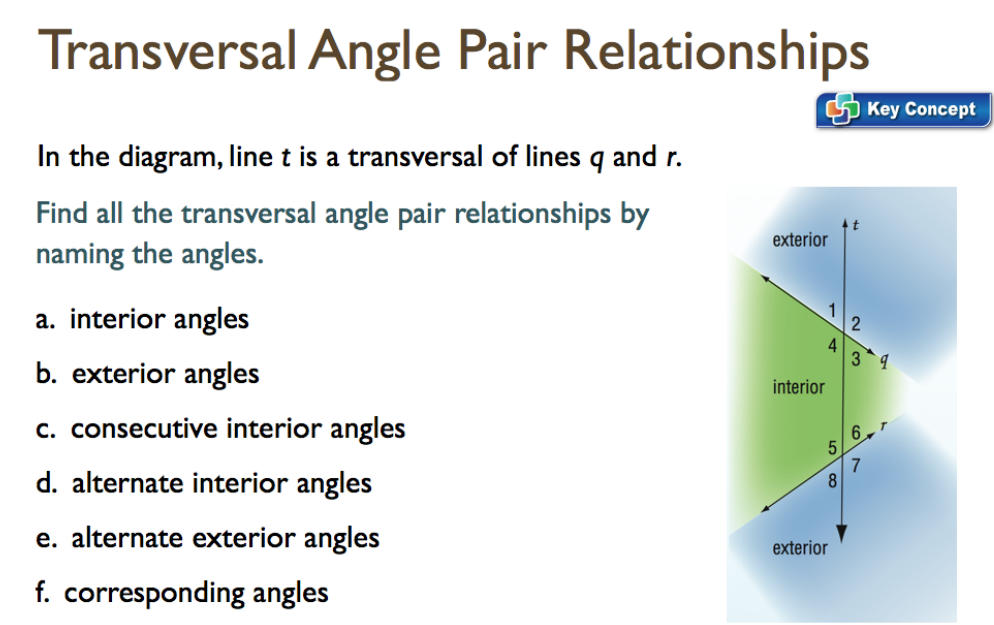 Transversal Angle Pair Relationships
Key Concept
In the diagram, line t is a transversal of lines q and r.
Find all the transversal angle pair relationships by
naming the angles.
a. interior angles
b. exterior angles
c. consecutive interior angles
d. alternate interior angles
e. alternate exterior angles
f. corresponding angles
t
exterior
1
2
4
3
q
interior
6
r
5
7
8
exterior